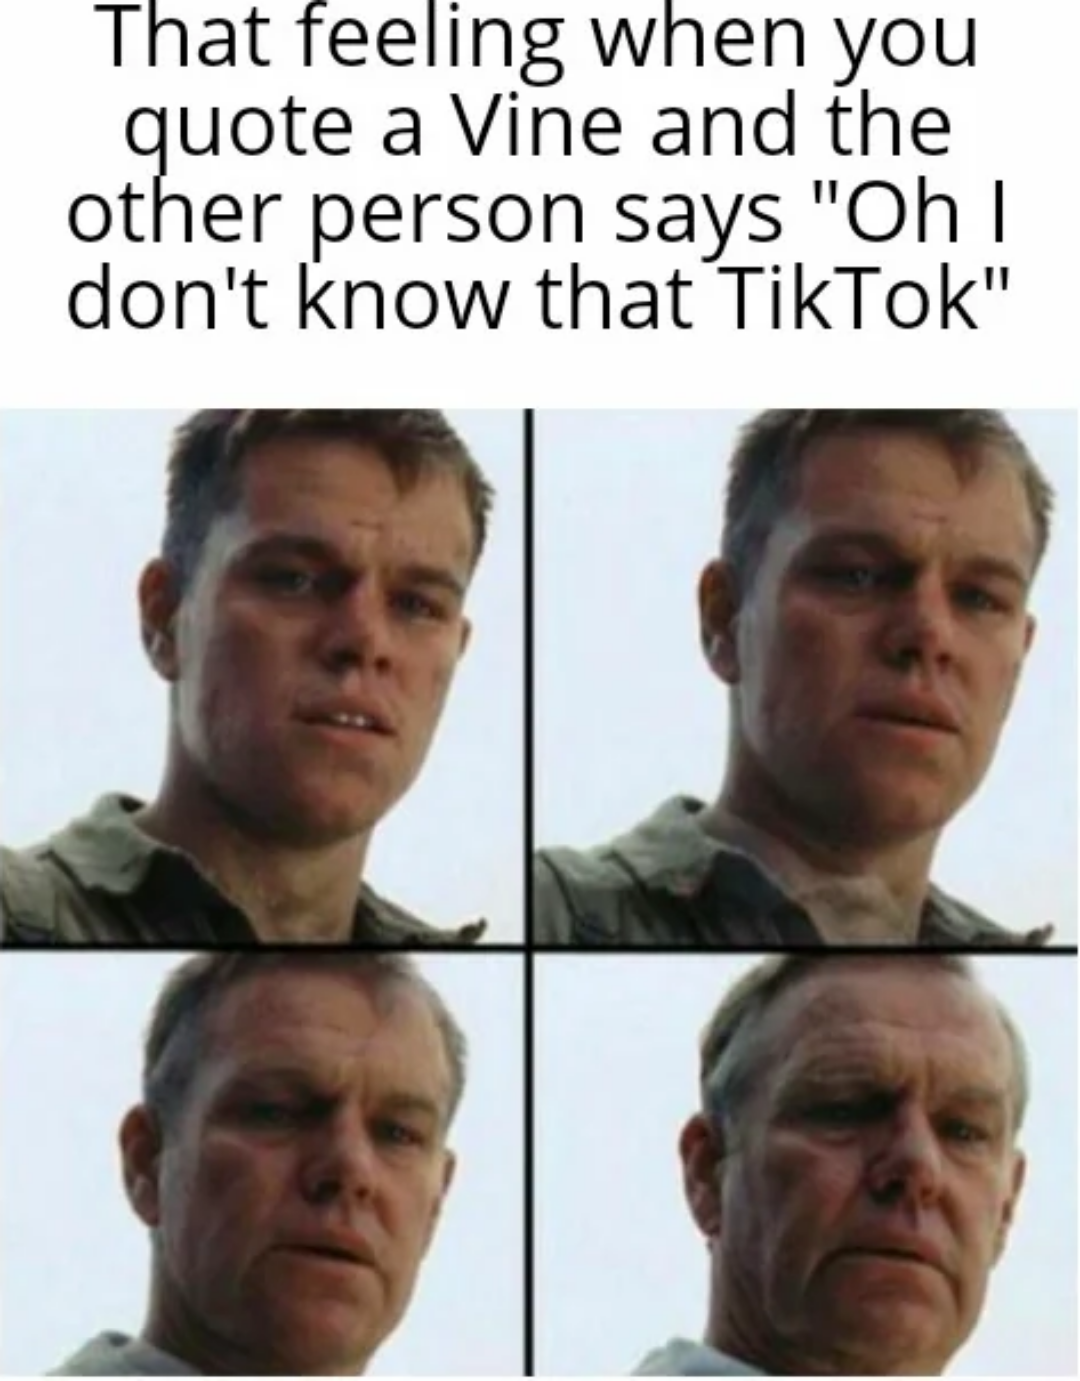 That feeling when you
quote a Vine and the
other person says "Oh I
don't know that TikTok"